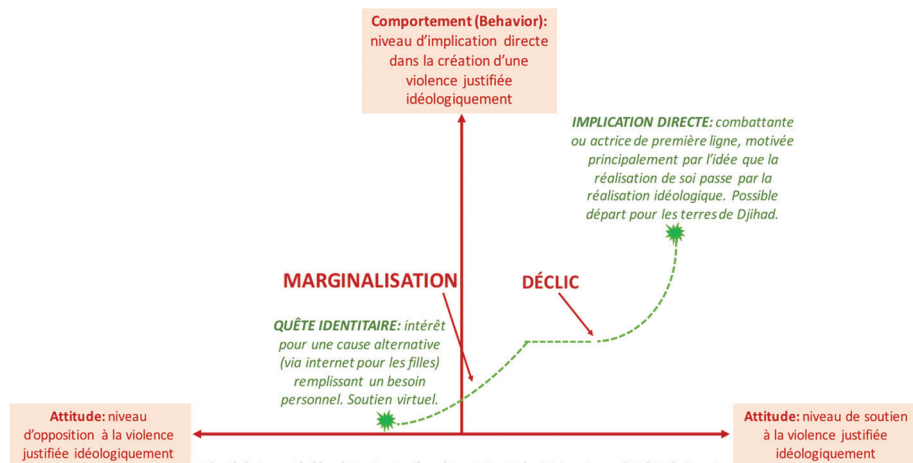 Comportement (Behavior):
niveau d'implication directe
dans la création d'une
violence justifiée
idéologiquement
IMPLICATION DIRECTE: combattante
ou actrice de première ligne, motivée
principalement par l'idée que la
réalisation de soi passe par la
réalisation idéologique. Possible
départ pour les terres de Djihad.
MARGINALISATION
DÉCLIC
QUÊTE IDENTITAIRE: intérêt
pour une cause alternative
(via internet pour les filles)
remplissant un besoin
personnel. Soutien virtuel.
Attitude: niveau
d'opposition à la violence
justifiée idéologiquement
Attitude: niveau de soutien
à la violence justifiée
idéologiquement